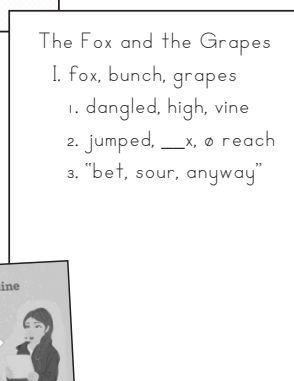 The Fox and the Grapes
I. fox, bunch, grapes
1. dangled, high, vine
2. jumped, __x, ø reach
3. "bet, sour, anyway"